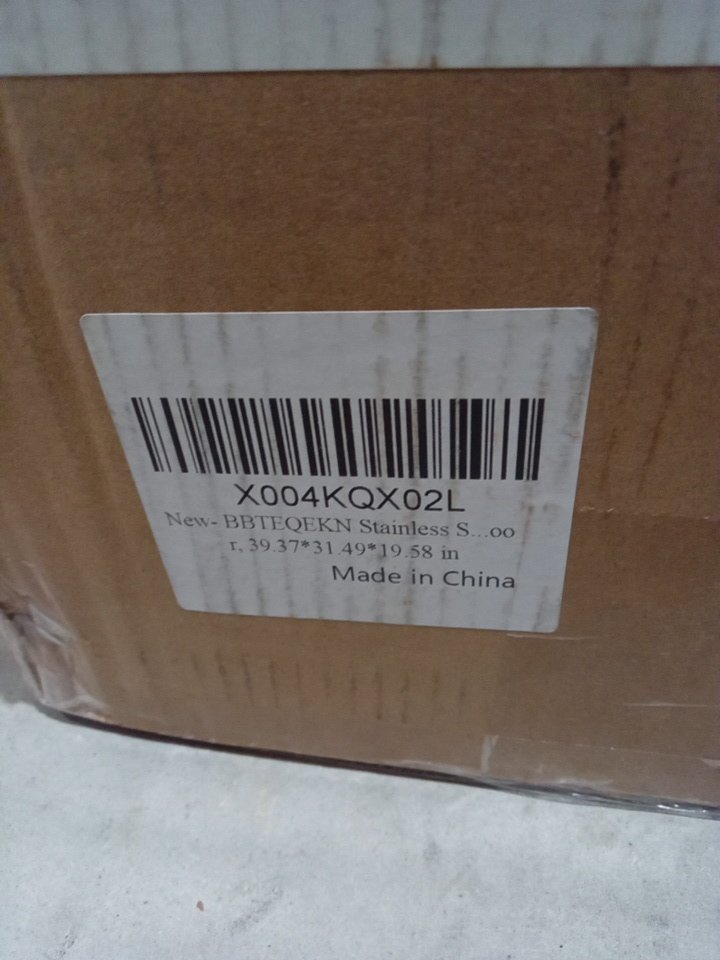 X004KQX02L
New- BBTEQEKN Stainless S...oo
r, 39.37*31.49*19.58 in
Made in China